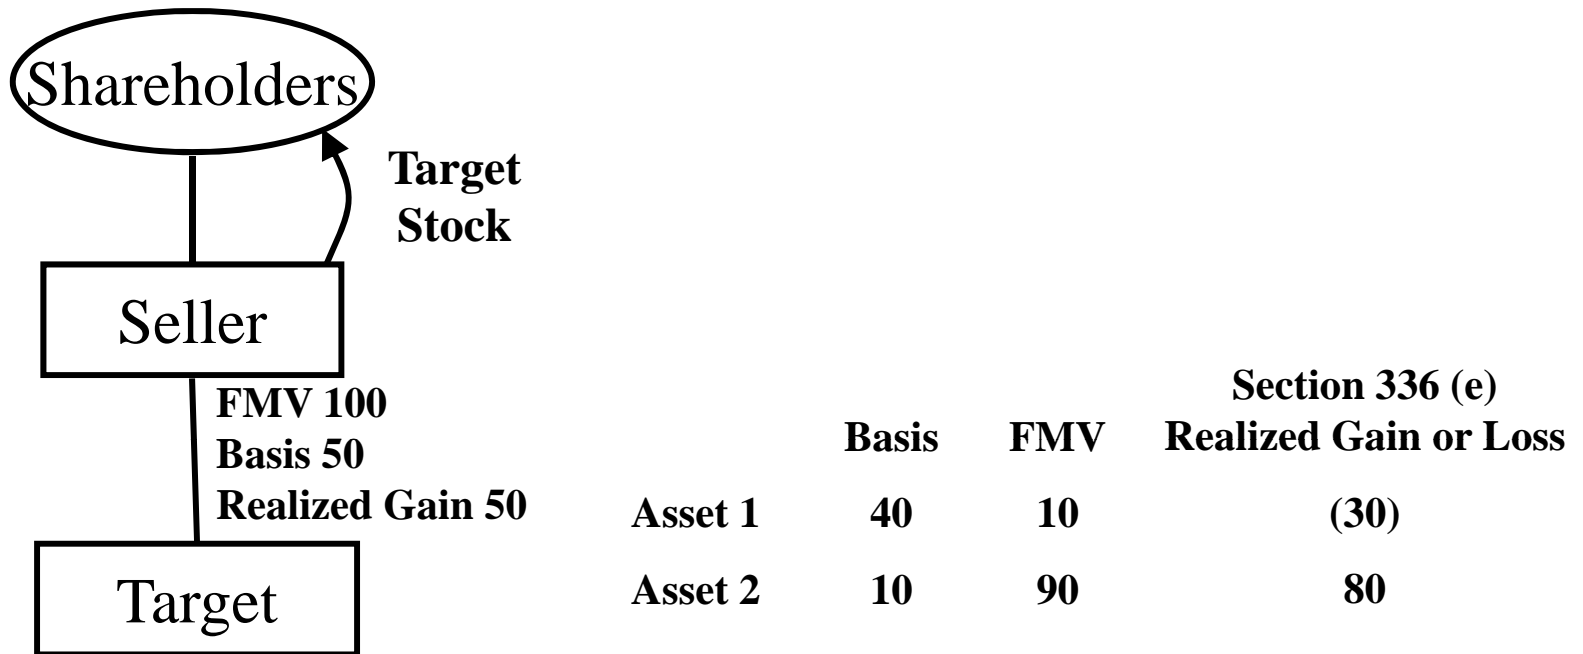 Shareholders
Target
Stock
Seller
FMV 100
Basis 50
Realized Gain 50
Target
Section 336 (e)
Basis FMV Realized Gain or Loss
Asset 1 40 10 (30)
Asset 2 10 90 80